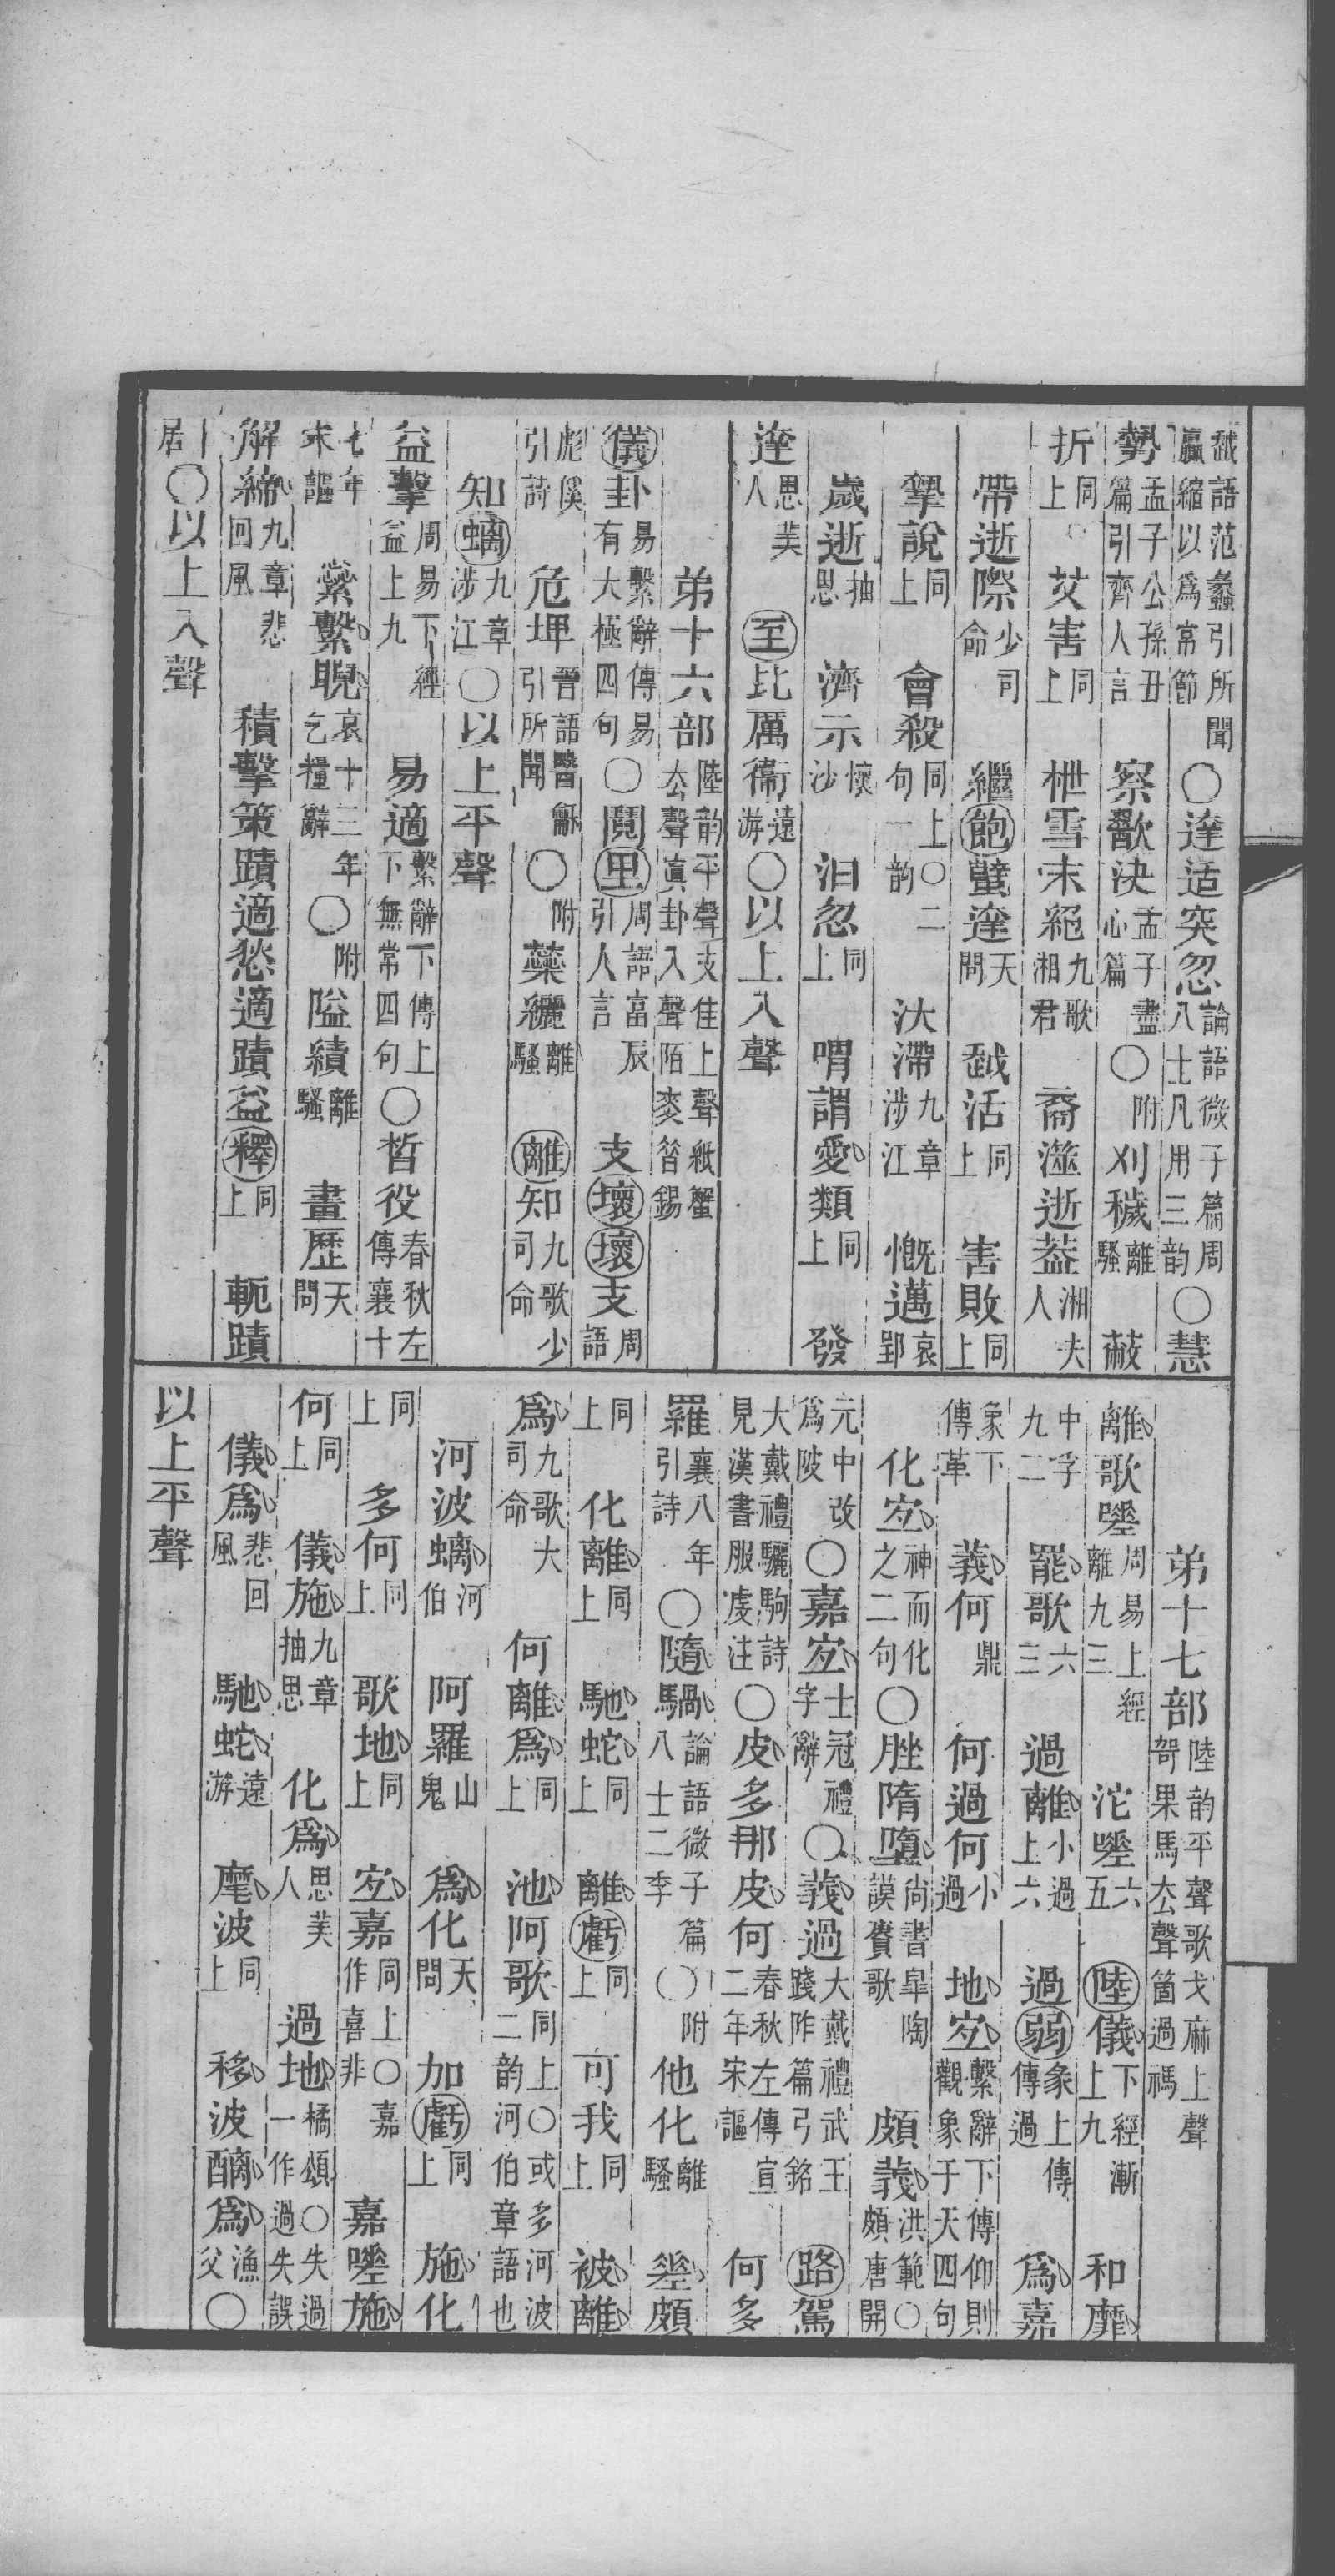 越語范蠡引所聞贏縮以爲常節〇達适突忽論語微子篇周八士凡用三韵〇慧
勢孟子公孫丑篇引齊人言 察歠決孟子盡心篇〇附刈穢離騷 蔽
折同上 艾害同上 枻雪末絕九歌湘君 裔澨逝葢湘夫人
帶逝際少司命 繼飽蠥達天問 越活同上 害敗同上
摯說同上 會殺同上〇二句一韵 汏滯九章涉江 慨邁哀郢
歲逝抽思 濟示懷沙 汩忽同上 喟謂愛類同上 發
達思美人 至比厲衞遠游〇以上入聲
弟十六部陸韵平聲支佳上聲紙蟹去聲寘卦入聲陌麥昔錫
儀卦易繫辭傳易有大極四句〇鬩里周語富辰引人言 支壞壞支周語
彪傒引詩 危坤晉語醫龢引所聞〇附蘂纚離騷 離知九歌少司命
知螭九章涉江〇以上平聲
益擊周易下經益上九 易適繫辭下傳上下無常四句〇晳役春秋左傳襄十
七年宋謳 縈繫睨哀十三年乞糧辭〇附隘績離騷 畫歷天問
解締九章悲回風 積擊策蹟適愁適蹟益釋同上 軛蹟
卜居〇以上入聲
弟十七部陸韵平聲歌戈麻上聲哿果馬去聲箇過禡
離歌嗟周易上經離九三 沱嗟六五 陸儀下經漸上九 和靡
中孚九二 罷歌六三 過離小過上六 過弱象上傳過 爲嘉
象下傳革 義何鼎 何過何小過 地宐繫辭下傳仰則觀象于天四句
化宐神而化之二句〇脞隋墮尚書臯陶謨賡歌 頗義洪範〇頗唐開
元中改爲陂〇嘉宐士冠禮字辭〇義過大戴禮武王踐阼篇弓銘 路駕
大戴禮驪駒詩見漢書服虔注〇皮多那皮何春秋左傳宣二年宋謳 何多
羅襄八年引詩〇隨騧論語微子篇八士二季〇附他化離騷 差頗
同上 化離同上 馳蛇同上 離虧同上 可我同上 被離
爲九歌大司命 何離爲同上 池阿歌同上〇或多河波二韵河伯章語也
河波螭河伯 阿羅山鬼 爲化天問 加虧同上 施化
同上 多何同上 歌地同上 宐嘉同上〇嘉作喜非 嘉嗟施
何同上 儀施九章抽思 化爲思美人 過地橘頌〇失過一作過失誤
儀爲悲回風 馳蛇遠游 麾波同上 移波醨爲漁父〇
以上平聲